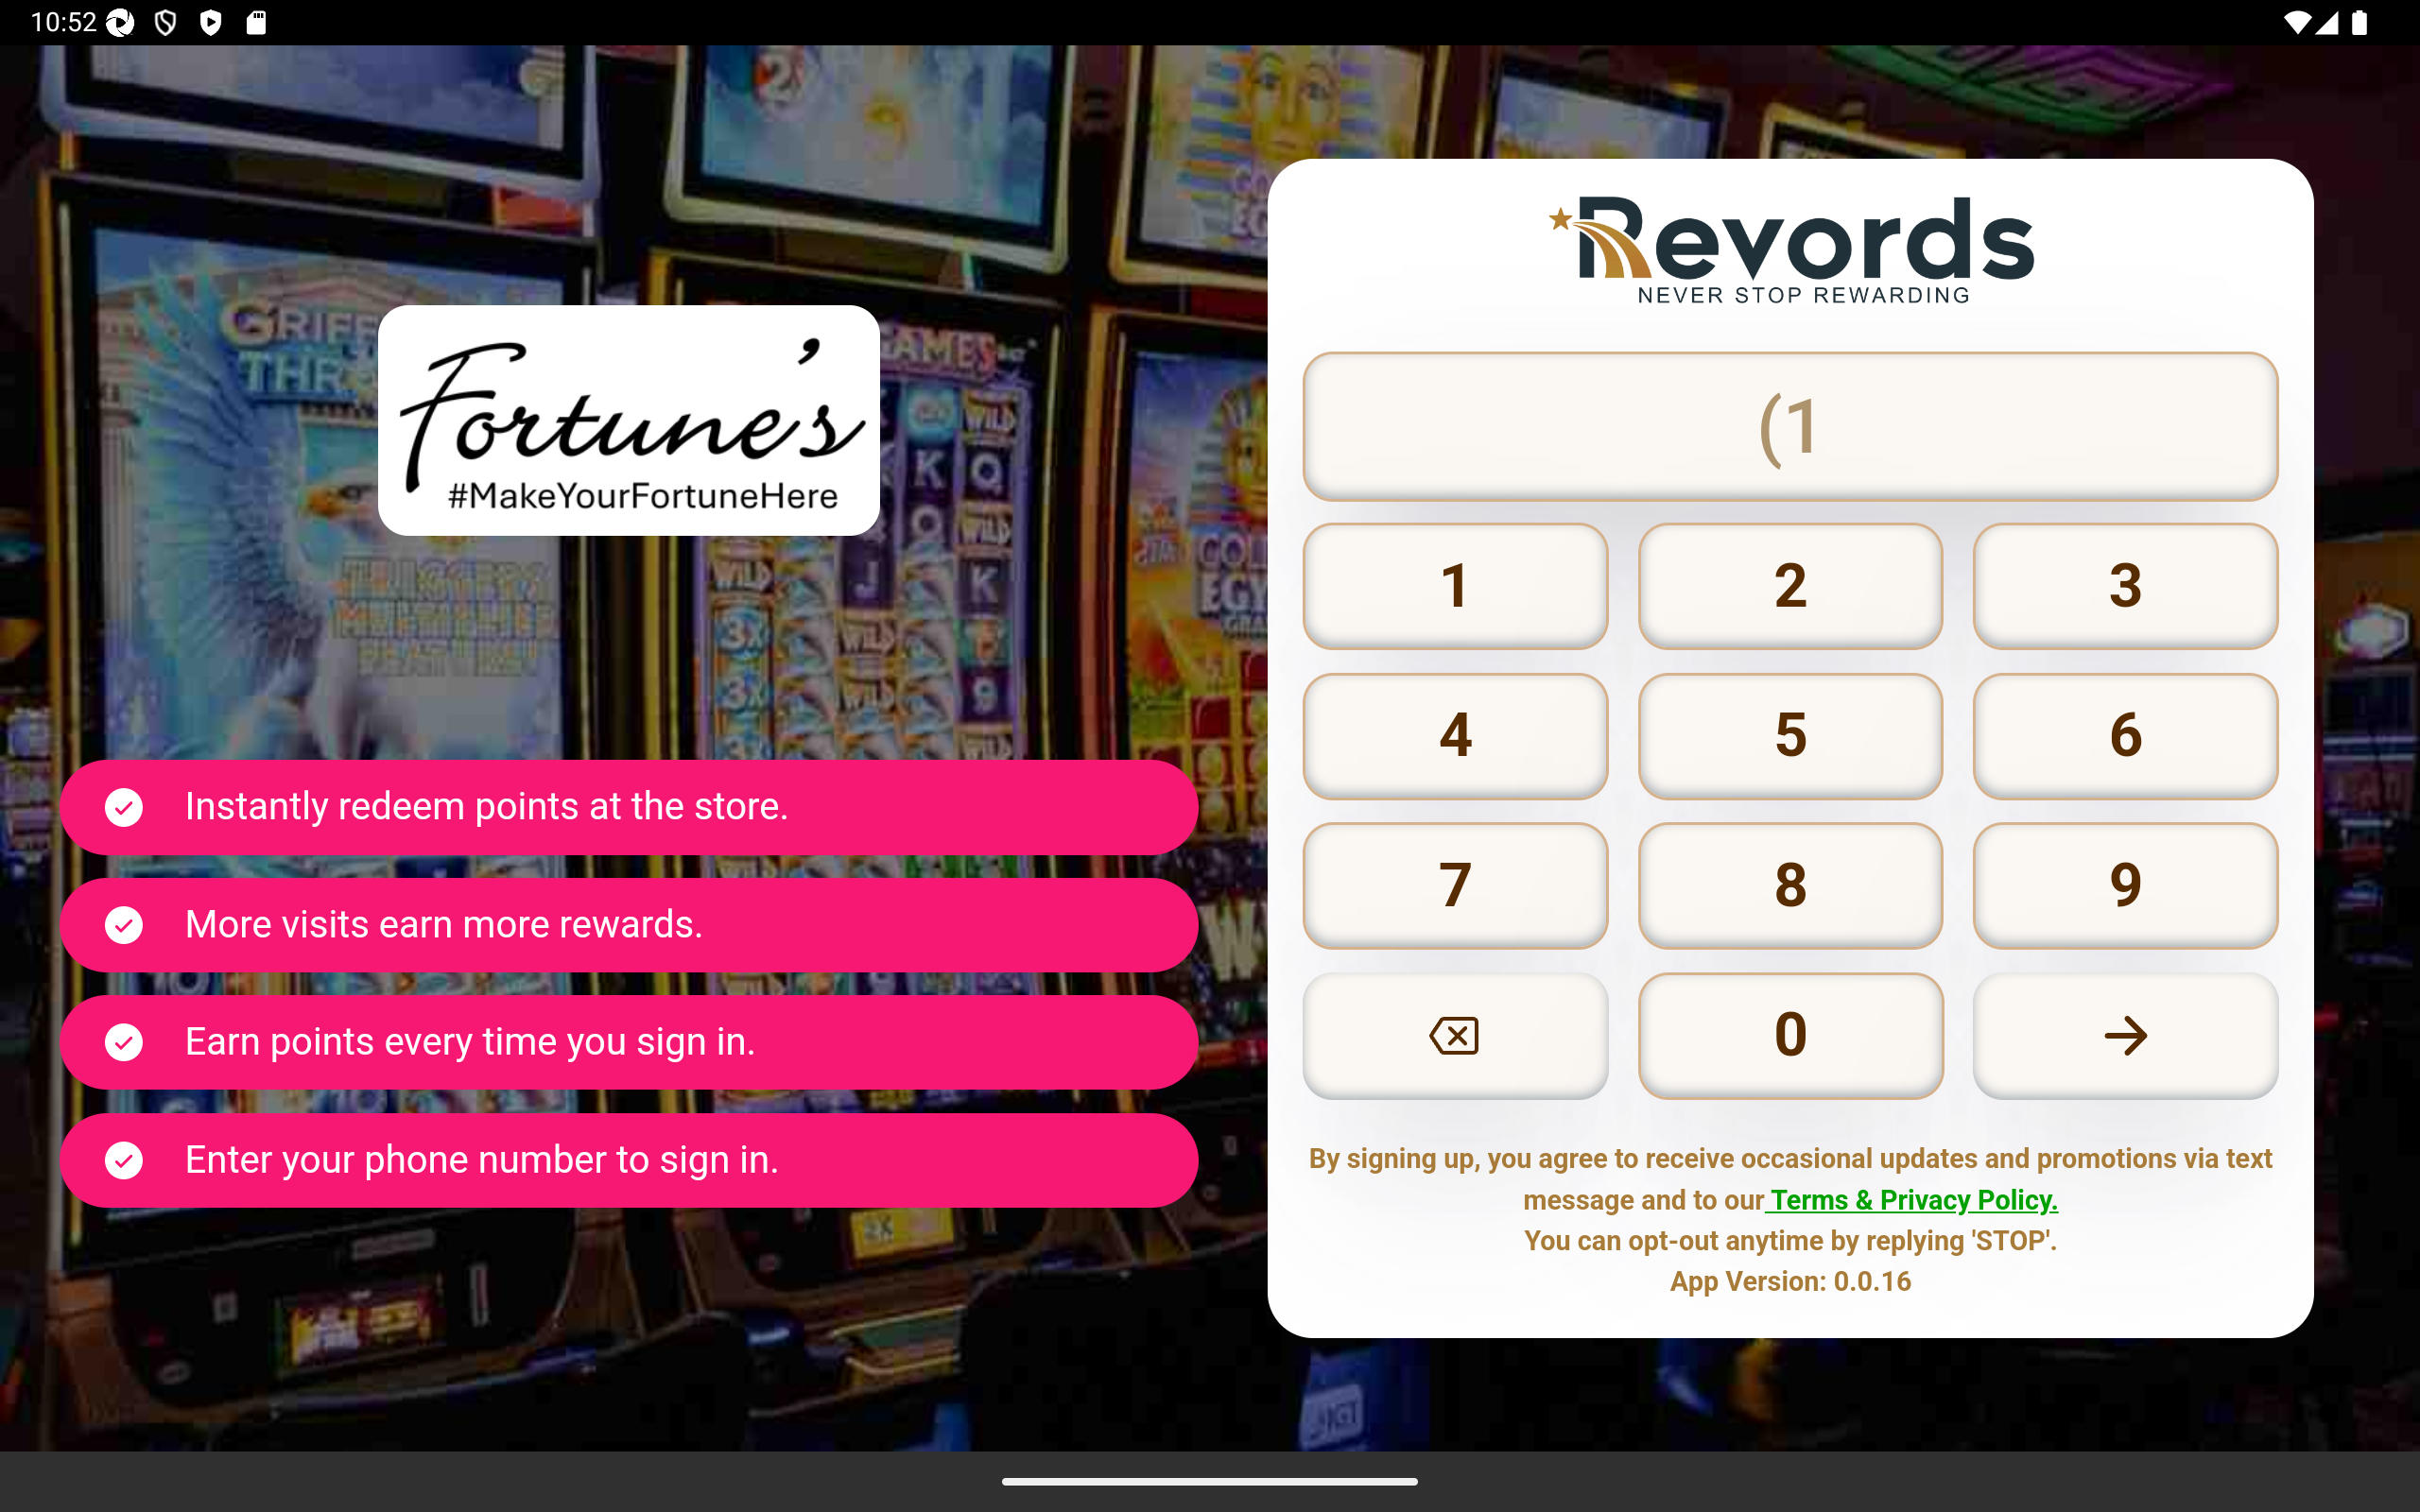 10:52
Fortune's
#MakeYourFortuneHere
Instantly redeem points at the store.
More visits earn more rewards.
Earn points every time you sign in.
Enter your phone number to sign in.
Revords
NEVER STOP REWARDING
(1
1 2 3
4 5 6
7 8 9
0
By signing up, you agree to receive occasional updates and promotions via text
message and to our Terms & Privacy Policy.
You can opt-out anytime by replying 'STOP'.
App Version: 0.0.16